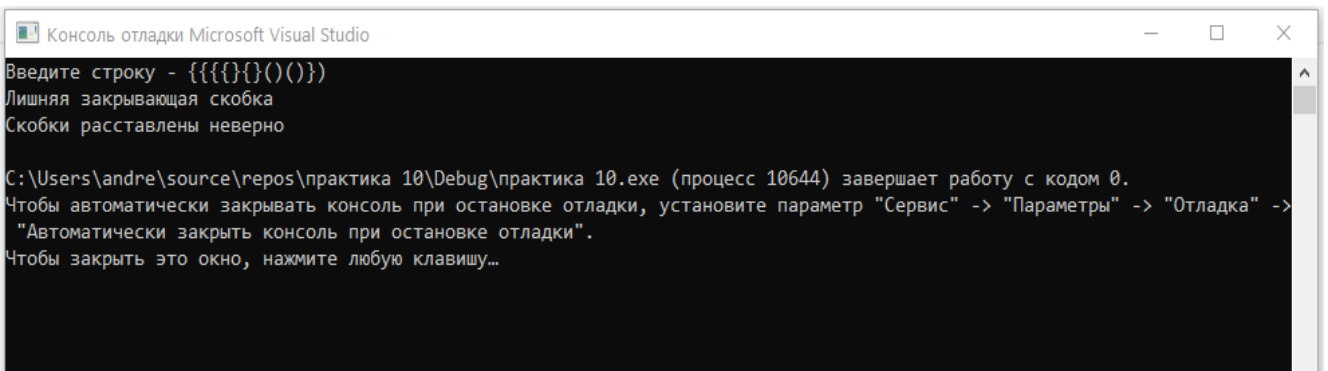 Консоль отладки Microsoft Visual Studio
Введите строку - {{{{}{}()()})
Лишняя закрывающая скобка
Скобки расставлены неверно
C:\Users\andre\source\repos\практика 10\Debug\практика 10.exe (процесс 10644) завершает работу с кодом 0.
Чтобы автоматически закрывать консоль при остановке отладки, установите параметр "Сервис" -> "Параметры" -> "Отладка" ->
"Автоматически закрыть консоль при остановке отладки".
Чтобы закрыть это окно, нажмите любую клавишу…